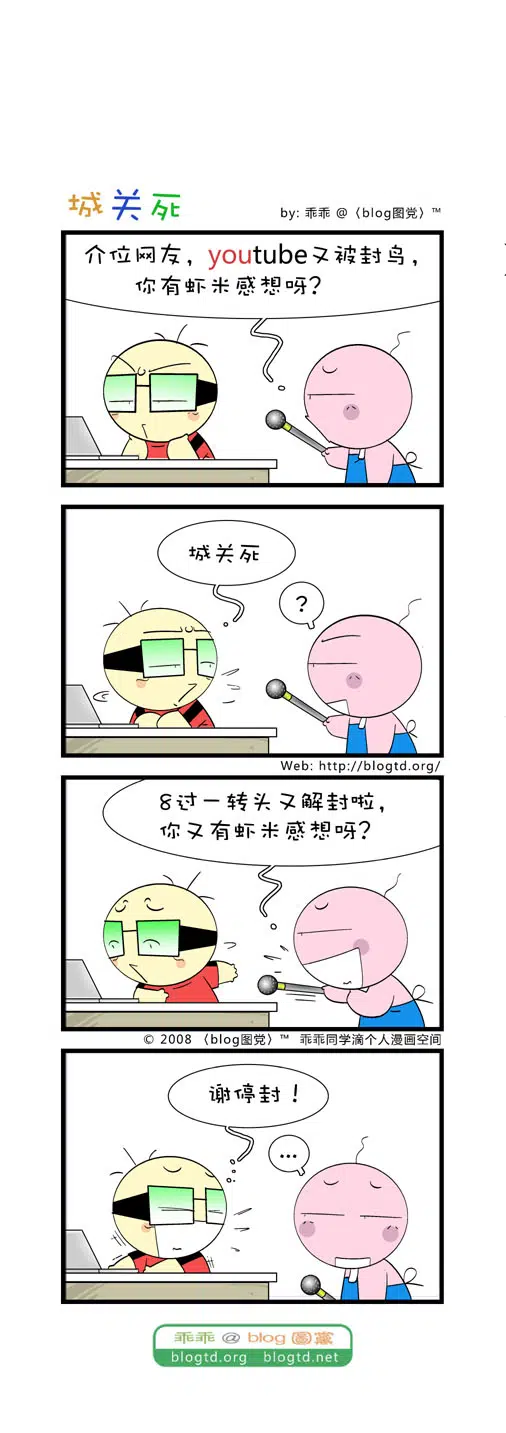 城关死
by: 乖乖 @〈blog图党〉™
介位网友，youtube又被封鸟，
你有虾米感想呀？
城关死
？
Web: http://blogtd.org/
8过一转头又解封啦，
你又有虾米感想呀？
© 2008 〈blog图党〉™ 乖乖同学滴个人漫画空间
谢停封！
…
乖乖 @ blog 圖黨
blogtd.org blogtd.net